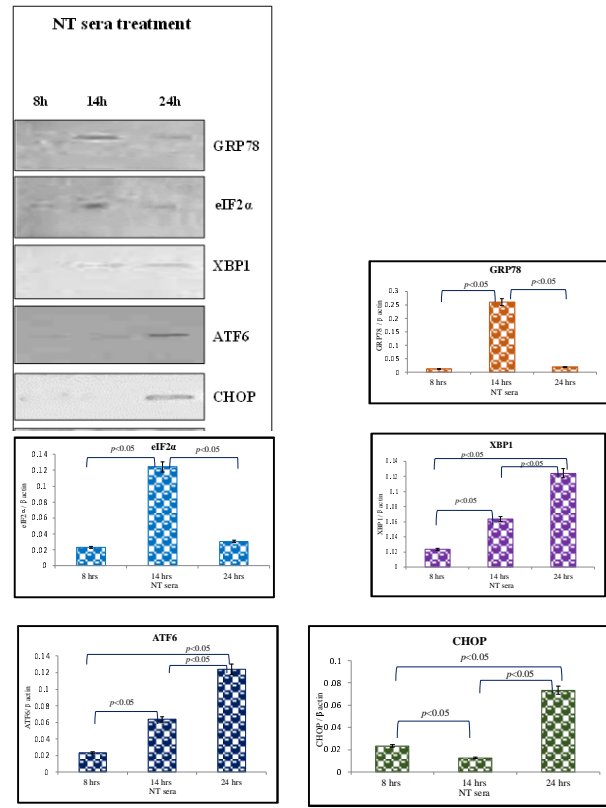 NT sera treatment
8h 14h 24h
GRP78
eIF2α
XBP1
ATF6
CHOP
GRP78
p<0.05 p<0.05
0.3
0.25
0.2
0.15
0.1
0.05
0
GRP78 / β actin
8 hrs 14 hrs 24 hrs
NT sera
eIF2α
p<0.05 p<0.05
0.14
0.12
0.1
0.08
0.06
0.04
0.02
0
eIF2α / β actin
8 hrs 14 hrs 24 hrs
NT sera
XBP1
p<0.05
p<0.05
p<0.05
0.14
0.12
0.1
0.08
0.06
0.04
0.02
0
XBP1/ β actin
8 hrs 14 hrs 24 hrs
NT sera
ATF6
p<0.05
p<0.05
p<0.05
0.14
0.12
0.1
0.08
0.06
0.04
0.02
0
ATF6/ β actin
8 hrs 14 hrs 24 hrs
NT sera
CHOP
p<0.05
p<0.05
p<0.05
0.1
0.08
0.06
0.04
0.02
0
CHOP / β actin
8 hrs 14 hrs 24 hrs
NT sera